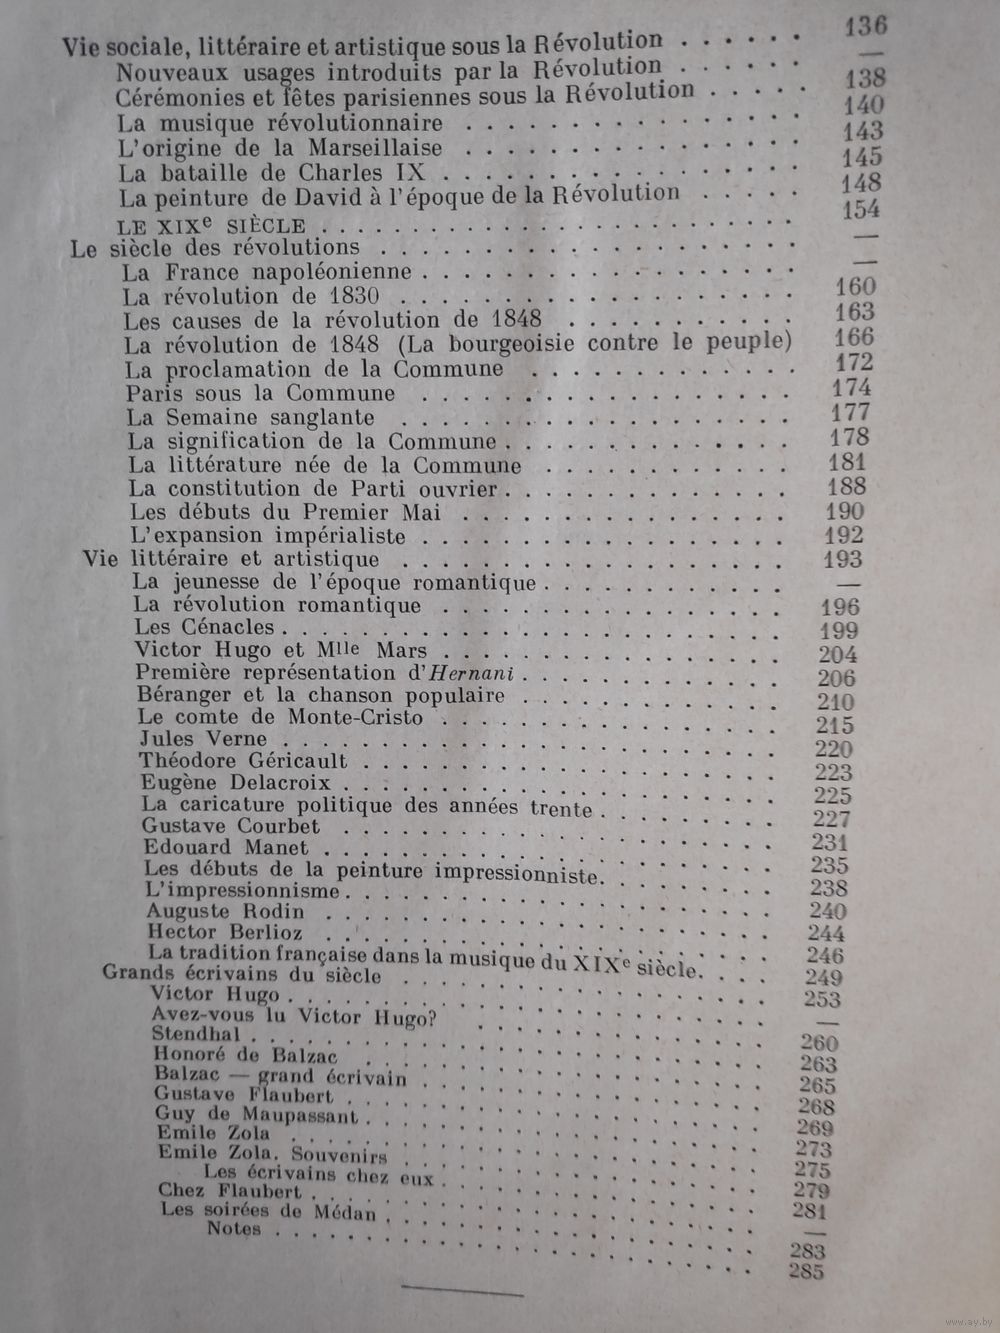 Vie sociale, littéraire et artistique sous la Révolution . . . . . . 136
Nouveaux usages introduits par la Révolution . . . . . . —
Cérémonies et fêtes parisiennes sous la Révolution . . . . . 138
La musique révolutionnaire . . . . . . . . . . . . . 140
L'origine de la Marseillaise . . . . . . . . . . . . . 143
La bataille de Charles IX . . . . . . . . . . . . . . 145
La peinture de David à l'époque de la Révolution . . . . . 148
LE XIXe SIÈCLE . . . . . . . . . . . . . . . . . . 154
Le siècle des révolutions . . . . . . . . . . . . . . . —
La France napoléonienne . . . . . . . . . . . . . . —
La révolution de 1830 . . . . . . . . . . . . . . . 160
Les causes de la révolution de 1848 . . . . . . . . . 163
La révolution de 1848 (La bourgeoisie contre le peuple) 166
La proclamation de la Commune . . . . . . . . . . 172
Paris sous la Commune . . . . . . . . . . . . . . 174
La Semaine sanglante . . . . . . . . . . . . . . . 177
La signification de la Commune . . . . . . . . . . . 178
La littérature née de la Commune . . . . . . . . . . 181
La constitution de Parti ouvrier . . . . . . . . . . . 188
Les débuts du Premier Mai . . . . . . . . . . . . . 190
L'expansion impérialiste . . . . . . . . . . . . . . 192
Vie littéraire et artistique . . . . . . . . . . . . . . . 193
La jeunesse de l'époque romantique . . . . . . . . . —
La révolution romantique . . . . . . . . . . . . . 196
Les Cénacles . . . . . . . . . . . . . . . . . . . 199
Victor Hugo et Mlle Mars . . . . . . . . . . . . . 204
Première représentation d'Hernani . . . . . . . . . . 206
Béranger et la chanson populaire . . . . . . . . . . 210
Le comte de Monte-Cristo . . . . . . . . . . . . . 215
Jules Verne . . . . . . . . . . . . . . . . . . . 220
Théodore Géricault . . . . . . . . . . . . . . . . 223
Eugène Delacroix . . . . . . . . . . . . . . . . . 225
La caricature politique des années trente . . . . . . . 227
Gustave Courbet . . . . . . . . . . . . . . . . . 231
Edouard Manet . . . . . . . . . . . . . . . . . . 235
Les débuts de la peinture impressionniste . . . . . . . 238
L'impressionnisme . . . . . . . . . . . . . . . . . 240
Auguste Rodin . . . . . . . . . . . . . . . . . . 244
Hector Berlioz . . . . . . . . . . . . . . . . . . 246
La tradition française dans la musique du XIXe siècle . . . 249
Grands écrivains du siècle . . . . . . . . . . . . . . . 253
Victor Hugo . . . . . . . . . . . . . . . . . . . —
Avez-vous lu Victor Hugo? . . . . . . . . . . . . 260
Stendhal . . . . . . . . . . . . . . . . . . . . . 263
Honoré de Balzac . . . . . . . . . . . . . . . . . 265
Balzac — grand écrivain . . . . . . . . . . . . . . 268
Gustave Flaubert . . . . . . . . . . . . . . . . . 269
Guy de Maupassant . . . . . . . . . . . . . . . . 273
Emile Zola . . . . . . . . . . . . . . . . . . . 275
Emile Zola. Souvenirs . . . . . . . . . . . . . . . 279
Les écrivains chez eux . . . . . . . . . . . . . . 281
Chez Flaubert . . . . . . . . . . . . . . . . . . —
Les soirées de Médan . . . . . . . . . . . . . . . 283
Notes . . . . . . . . . . . . . . . . . . . . . 285
www.ay.by